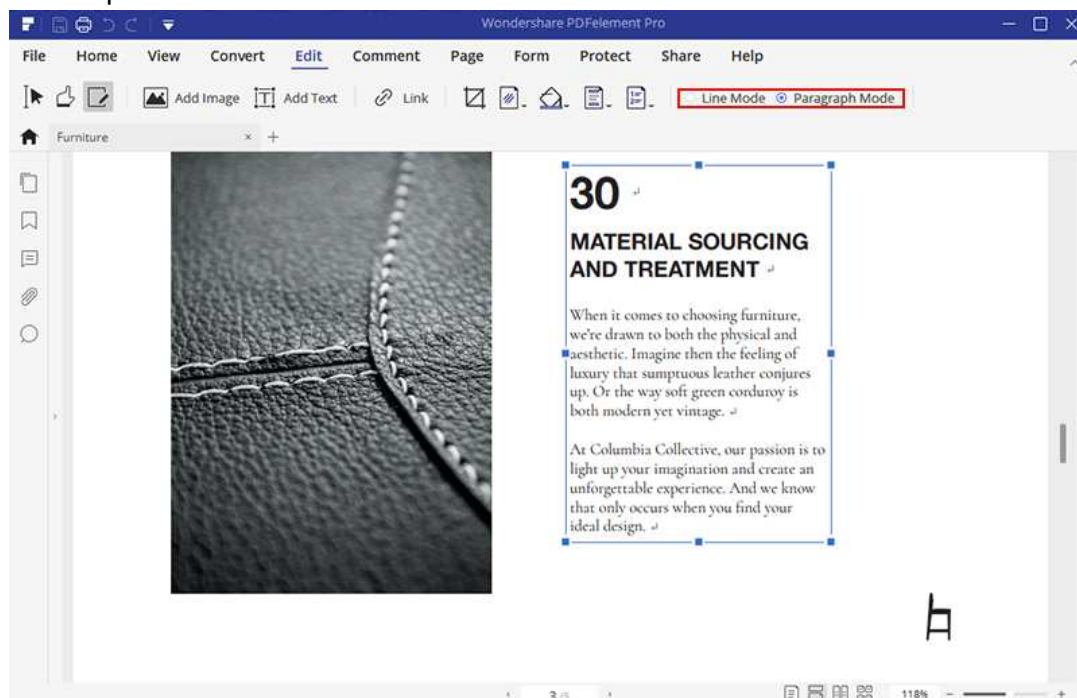 Wondershare PDFelement Pro
File Home View Convert Edit Comment Page Form Protect Share Help
Add Image Add Text Link Line Mode Paragraph Mode
Furniture
30
MATERIAL SOURCING
AND TREATMENT
When it comes to choosing furniture,
we're drawn to both the physical and
aesthetic. Imagine then the feeling of
luxury that sumptuous leather conjures
up. Or the way soft green corduroy is
both modern yet vintage.
At Columbia Collective, our passion is to
light up your imagination and create an
unforgettable experience. And we know
that only occurs when you find your
ideal design.
118%